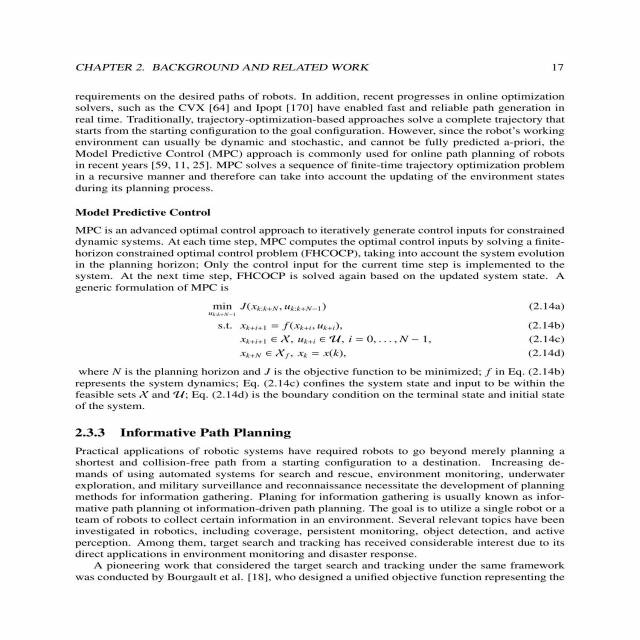 CHAPTER 2. BACKGROUND AND RELATED WORK 17
requirements on the desired paths of robots. In addition, recent progresses in online optimization
solvers, such as the CVX [64] and Ipopt [170] have enabled fast and reliable path generation in
real time. Traditionally, trajectory-optimization-based approaches solve a complete trajectory that
starts from the starting configuration to the goal configuration. However, since the robot's working
environment can usually be dynamic and stochastic, and cannot be fully predicted a-priori, the
Model Predictive Control (MPC) approach is commonly used for online path planning of robots
in recent years [59, 11, 25]. MPC solves a sequence of finite-time trajectory optimization problem
in a recursive manner and therefore can take into account the updating of the environment states
during its planning process.
Model Predictive Control
MPC is an advanced optimal control approach to iteratively generate control inputs for constrained
dynamic systems. At each time step, MPC computes the optimal control inputs by solving a finite-
horizon constrained optimal control problem (FHCOCP), taking into account the system evolution
in the planning horizon; Only the control input for the current time step is implemented to the
system. At the next time step, FHCOCP is solved again based on the updated system state. A
generic formulation of MPC is
min_{u_{k:k+N−1}} J(x_{k:k+N}, u_{k:k+N−1}) (2.14a)
s.t. x_{k+i+1} = f(x_{k+i}, u_{k+i}), (2.14b)
x_{k+i+1} ∈ 𝒳, u_{k+i} ∈ 𝒰, i = 0, . . . , N − 1, (2.14c)
x_{k+N} ∈ 𝒳_f, x_k = x(k), (2.14d)
where N is the planning horizon and J is the objective function to be minimized; f in Eq. (2.14b)
represents the system dynamics; Eq. (2.14c) confines the system state and input to be within the
feasible sets 𝒳 and 𝒰; Eq. (2.14d) is the boundary condition on the terminal state and initial state
of the system.
2.3.3 Informative Path Planning
Practical applications of robotic systems have required robots to go beyond merely planning a
shortest and collision-free path from a starting configuration to a destination. Increasing de-
mands of using automated systems for search and rescue, environment monitoring, underwater
exploration, and military surveillance and reconnaissance necessitate the development of planning
methods for information gathering. Planing for information gathering is usually known as infor-
mative path planning ot information-driven path planning. The goal is to utilize a single robot or a
team of robots to collect certain information in an environment. Several relevant topics have been
investigated in robotics, including coverage, persistent monitoring, object detection, and active
perception. Among them, target search and tracking has received considerable interest due to its
direct applications in environment monitoring and disaster response.
A pioneering work that considered the target search and tracking under the same framework
was conducted by Bourgault et al. [18], who designed a unified objective function representing the